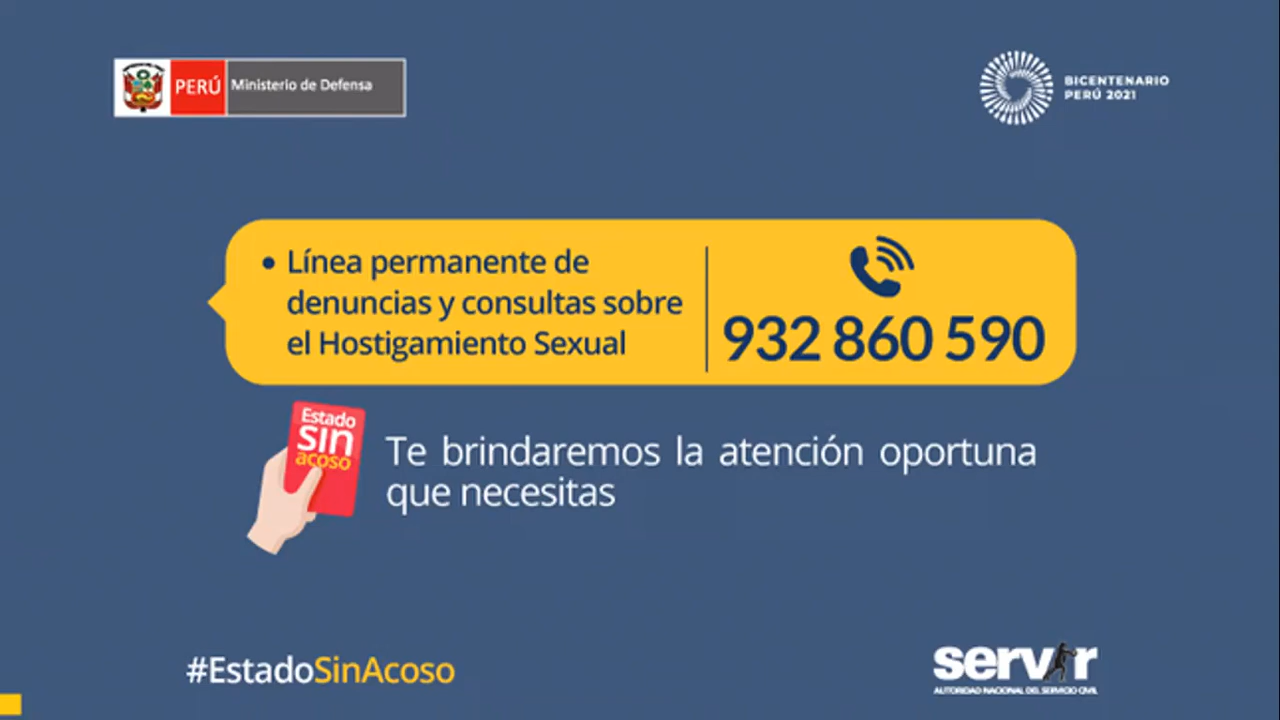 PERÚ
Ministerio de Defensa
BICENTENARIO
PERÚ 2021
• Línea permanente de
denuncias y consultas sobre
el Hostigamiento Sexual
932 860 590
Estado
sin
acoso
Te brindaremos la atención oportuna
que necesitas
#EstadoSinAcoso
servir
AUTORIDAD NACIONAL DEL SERVICIO CIVIL